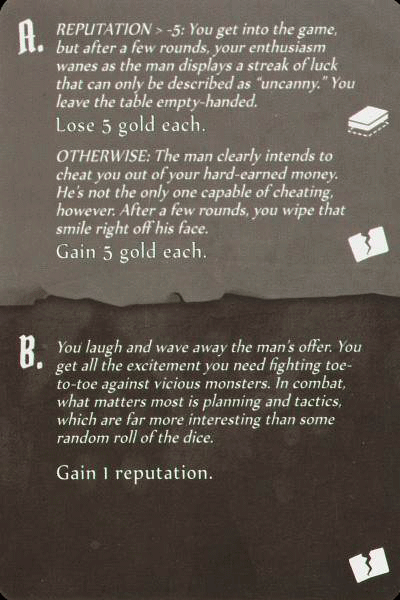 A.
REPUTATION > -5: You get into the game,
but after a few rounds, your enthusiasm
wanes as the man displays a streak of luck
that can only be described as “uncanny.” You
leave the table empty-handed.
Lose 5 gold each.
OTHERWISE: The man clearly intends to
cheat you out of your hard-earned money.
He’s not the only one capable of cheating,
however. After a few rounds, you wipe that
smile right off his face.
Gain 5 gold each.
B.
You laugh and wave away the man’s offer. You
get all the excitement you need fighting toe-
to-toe against vicious monsters. In combat,
what matters most is planning and tactics,
which are far more interesting than some
random roll of the dice.
Gain 1 reputation.